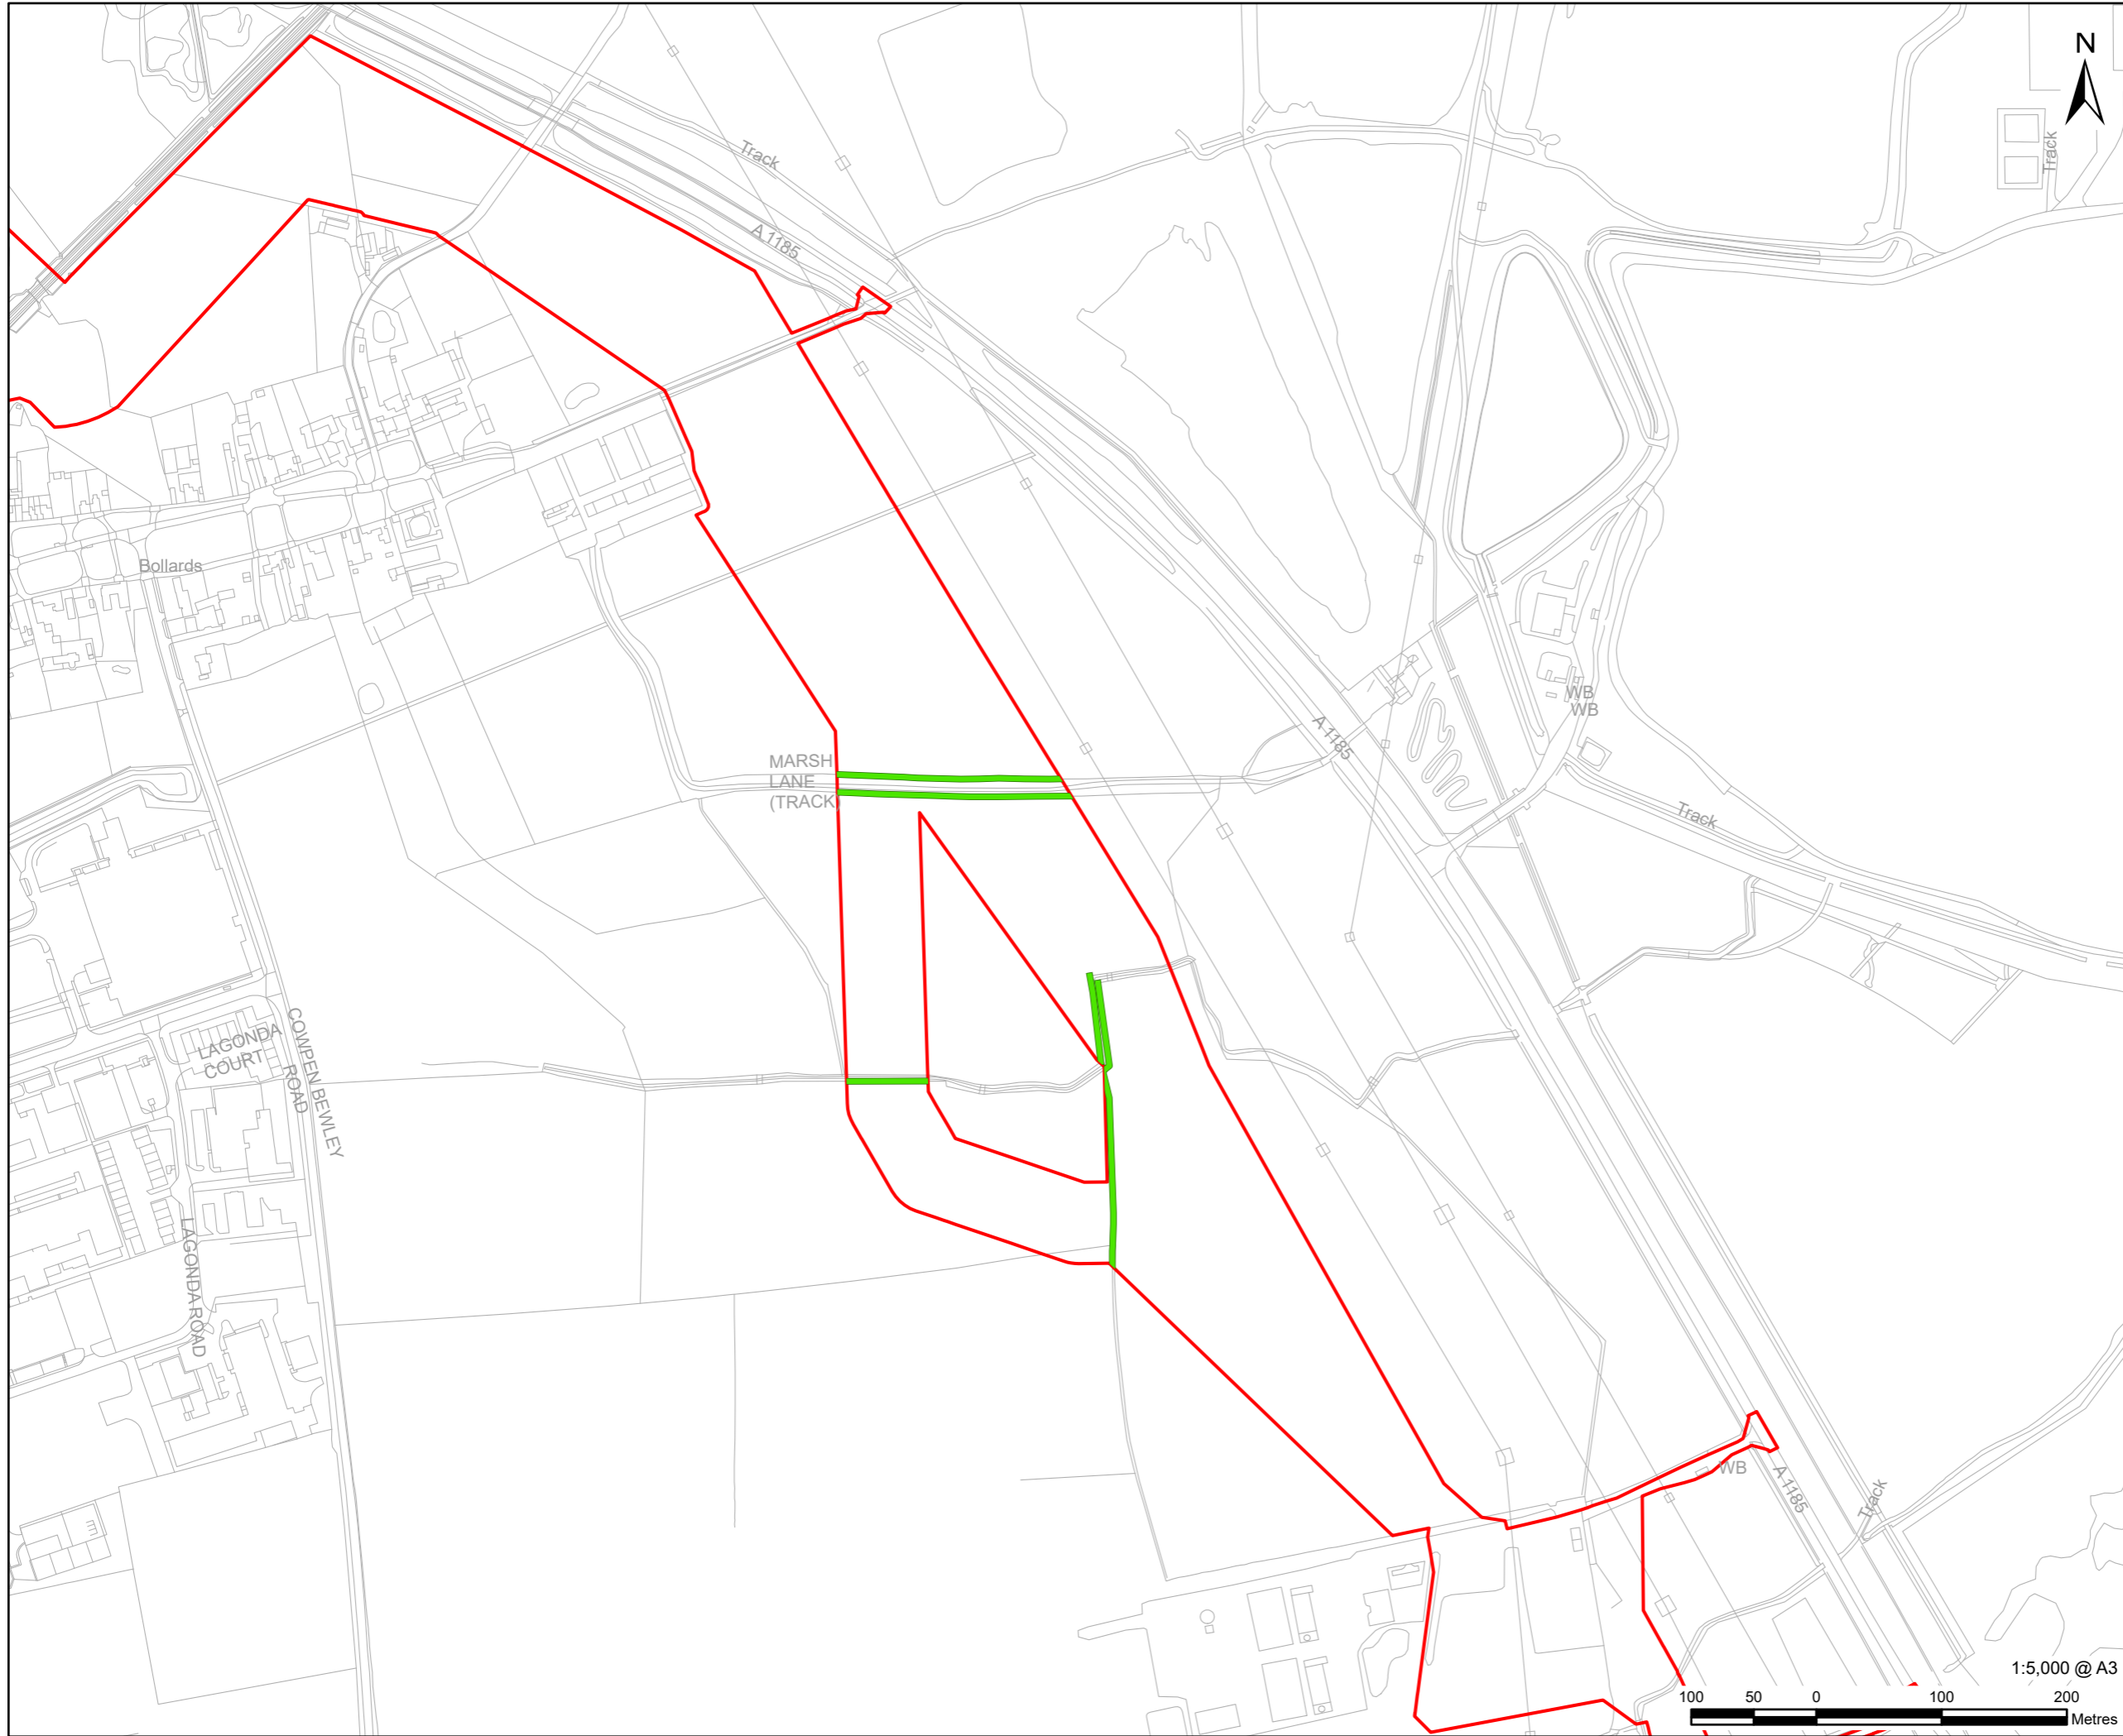 N
Track
Track
A 1185
Bollards
WB
WB
A 1185
MARSH
LANE
(TRACK
Track
LAGONDA
COURT
COWPEN BEWLEY
ROAD
LAGONDA ROAD
WB
A 1185
Track
1:5,000 @ A3
100 50 0 100 200
Metres